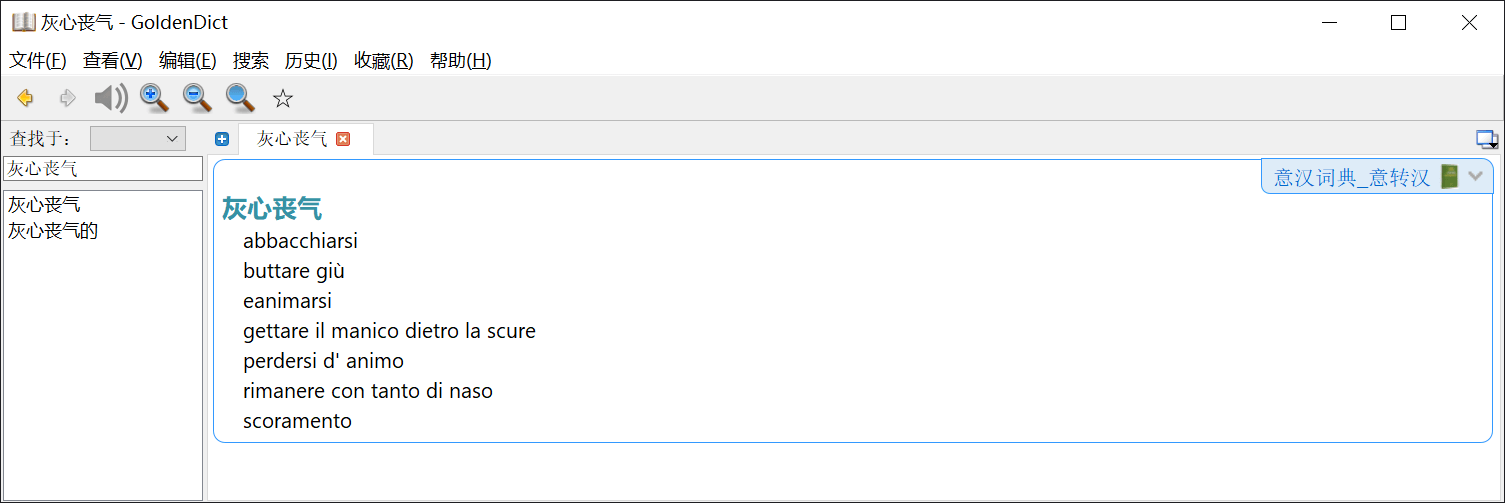 灰心丧气 - GoldenDict
文件(F) 查看(V) 编辑(E) 搜索 历史(I) 收藏(R) 帮助(H)
查找于：
灰心丧气
灰心丧气
灰心丧气
灰心丧气的
意汉词典_意转汉
灰心丧气
abbacchiarsi
buttare giù
eanimarsi
gettare il manico dietro la scure
perdersi d' animo
rimanere con tanto di naso
scoramento